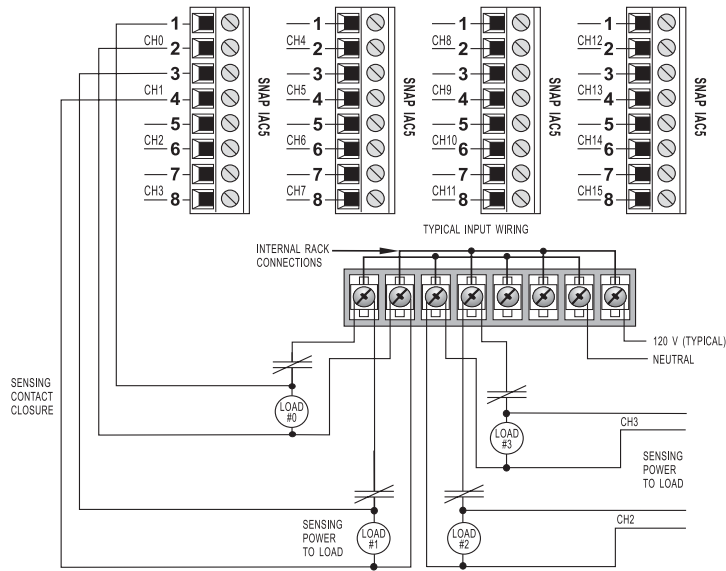 1
CH0
2
3
CH1
4
5
CH2
6
7
CH3
8
SNAP IAC5
1
CH4
2
3
CH5
4
5
CH6
6
7
CH7
8
SNAP IAC5
1
CH8
2
3
CH9
4
5
CH10
6
7
CH11
8
SNAP IAC5
1
CH12
2
3
CH13
4
5
CH14
6
7
CH15
8
SNAP IAC5
TYPICAL INPUT WIRING
INTERNAL RACK
CONNECTIONS
120 V (TYPICAL)
NEUTRAL
SENSING
CONTACT
CLOSURE
LOAD
#0
LOAD
#3
CH3
SENSING
POWER
TO LOAD
SENSING
POWER
TO LOAD
LOAD
#1
LOAD
#2
CH2